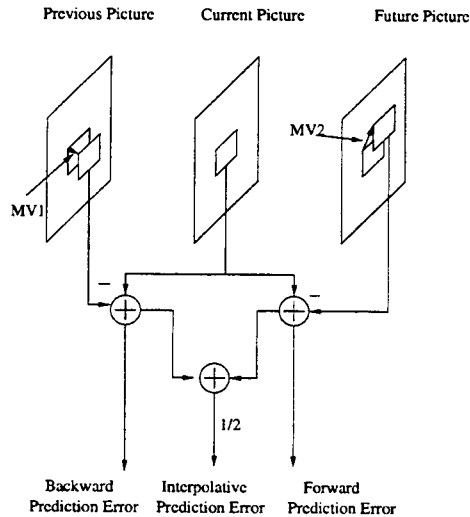 Previous Picture
Current Picture
Future Picture
MV1
MV2
−
−
1/2
Backward
Prediction Error
Interpolative
Prediction Error
Forward
Prediction Error